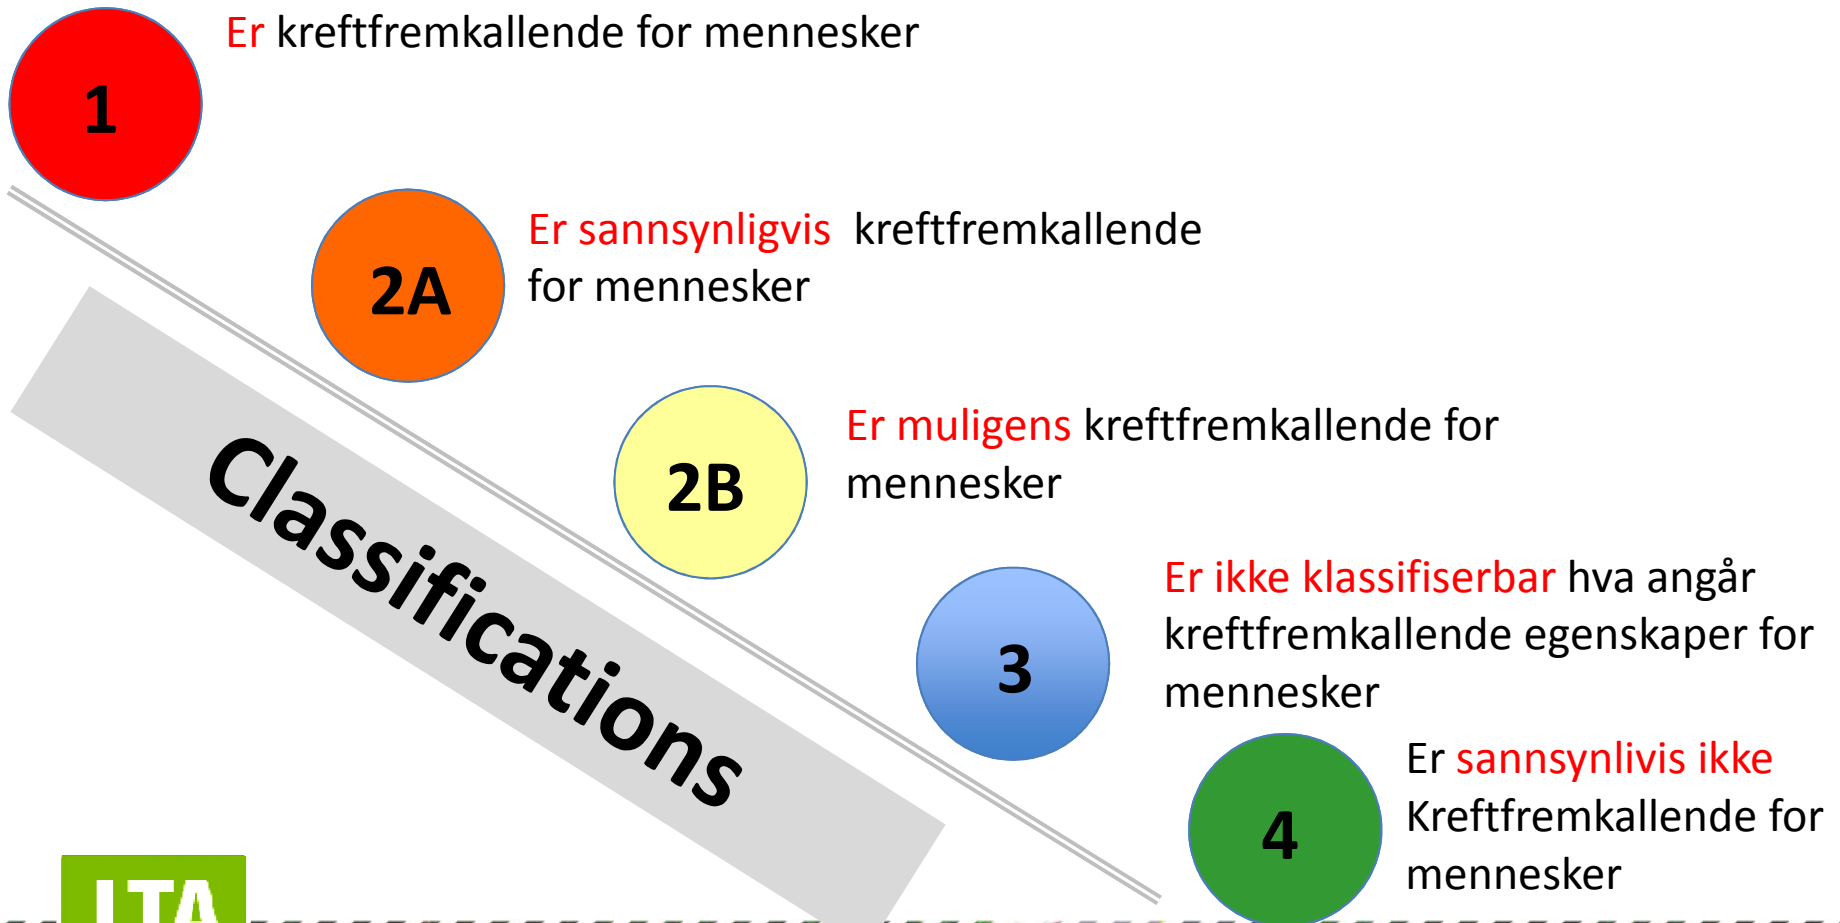 1
Er kreftfremkallende for mennesker
2A
Er sannsynligvis kreftfremkallende
for mennesker
2B
Er muligens kreftfremkallende for
mennesker
3
Er ikke klassifiserbar hva angår
kreftfremkallende egenskaper for
mennesker
4
Er sannsynlivis ikke
Kreftfremkallende for
mennesker
Classifications
LTA